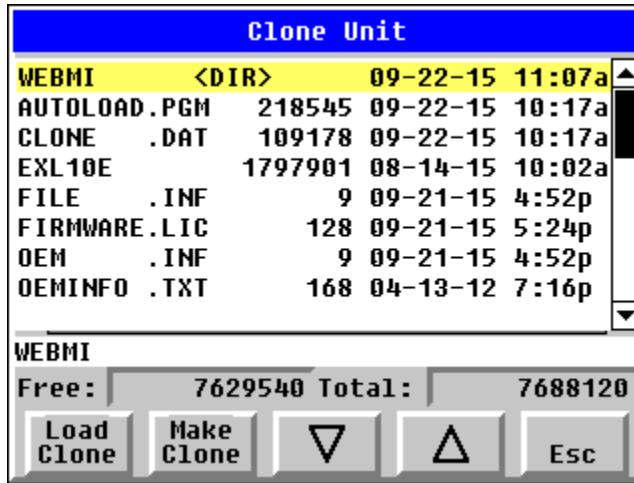 Clone Unit
WEBMI <DIR> 09-22-15 11:07a
AUTOLOAD.PGM 218545 09-22-15 10:17a
CLONE .DAT 109178 09-22-15 10:17a
EXL10E 1797901 08-14-15 10:02a
FILE .INF 9 09-21-15 4:52p
FIRMWARE.LIC 128 09-21-15 5:24p
OEM .INF 9 09-21-15 4:52p
OEMINFO .TXT 168 04-13-12 7:16p
WEBMI
Free: 7629540 Total: 7688120
Load Clone Make Clone Esc